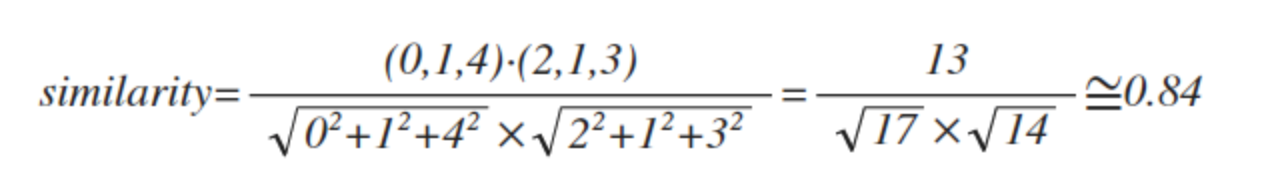 similarity= (0,1,4)·(2,1,3) / √0²+1²+4² × √2²+1²+3² = 13 / √17 × √14 ≅0.84